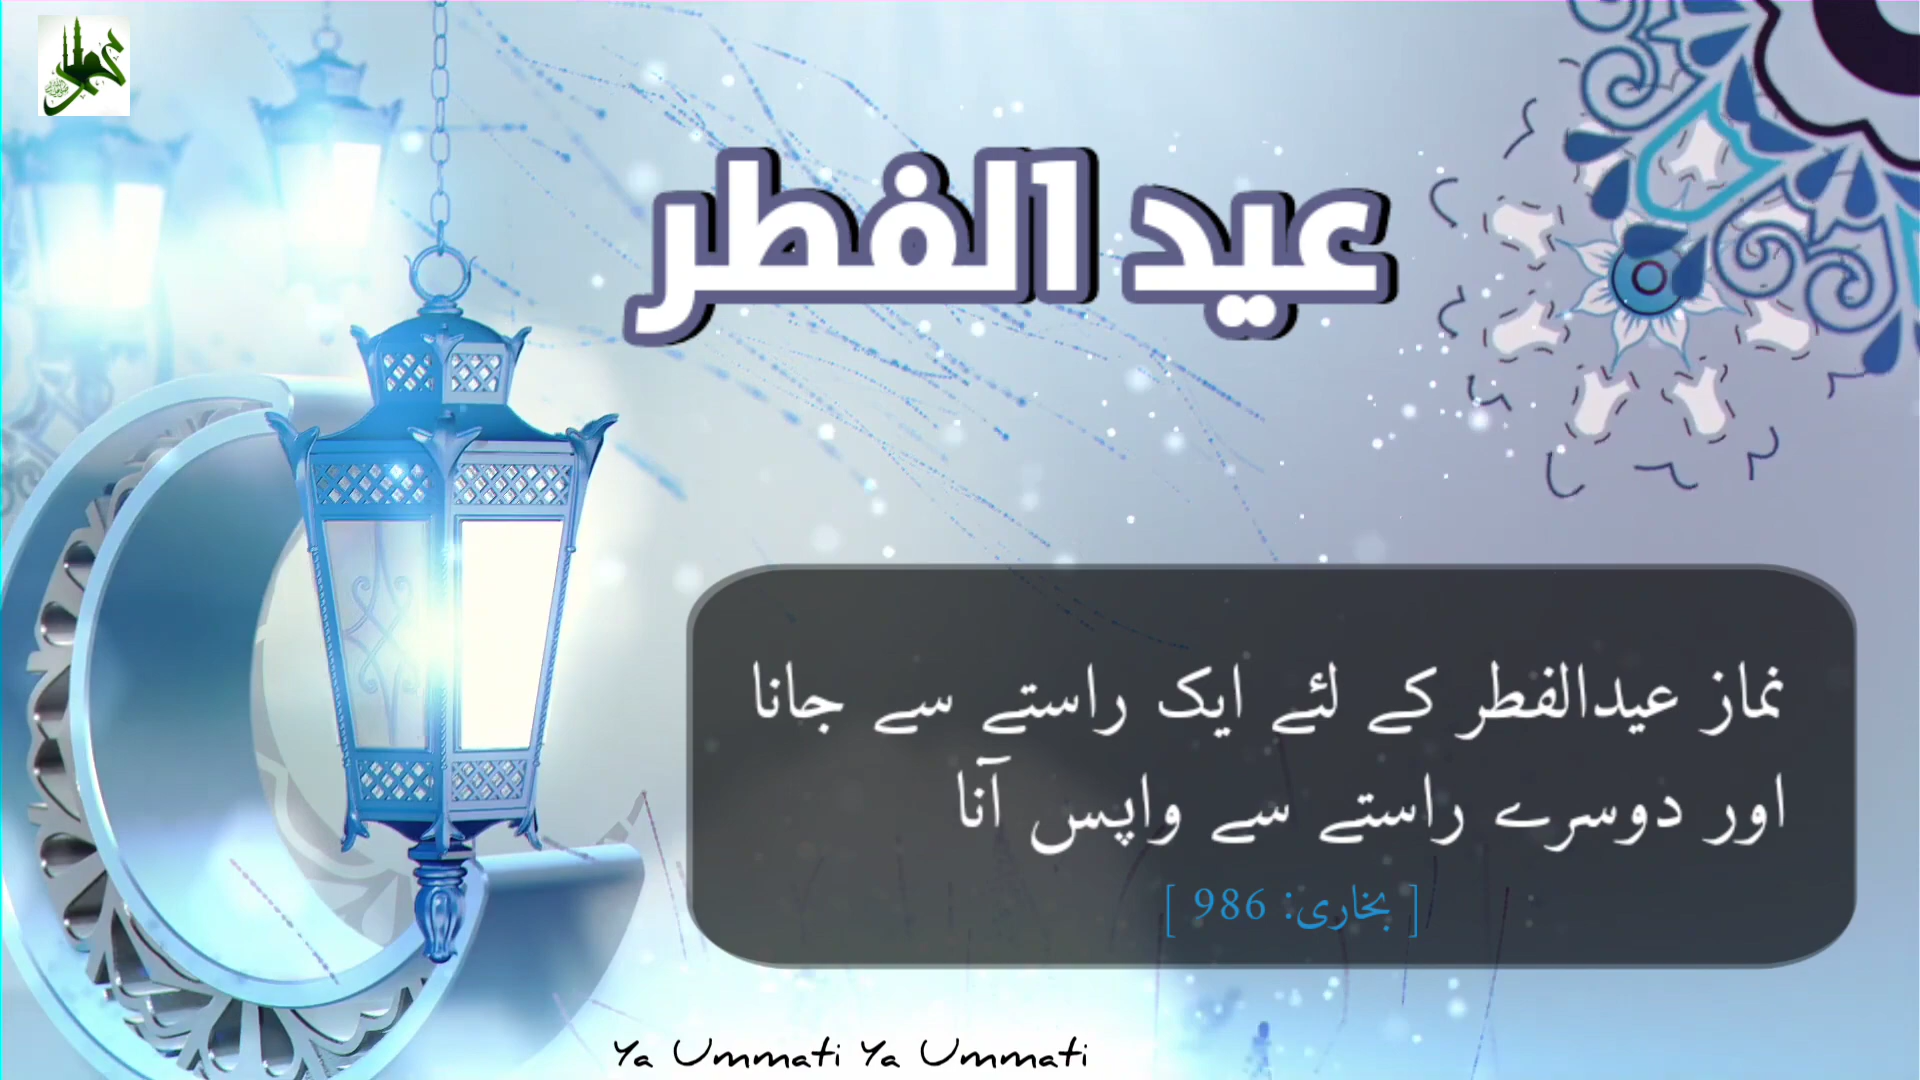 عيد الفطر
نماز عیدالفطر کے لئے ایک راستے سے جانا
اور دوسرے راستے سے واپس آنا
[ بخاری: 986 ]
Ya Ummati Ya Ummati